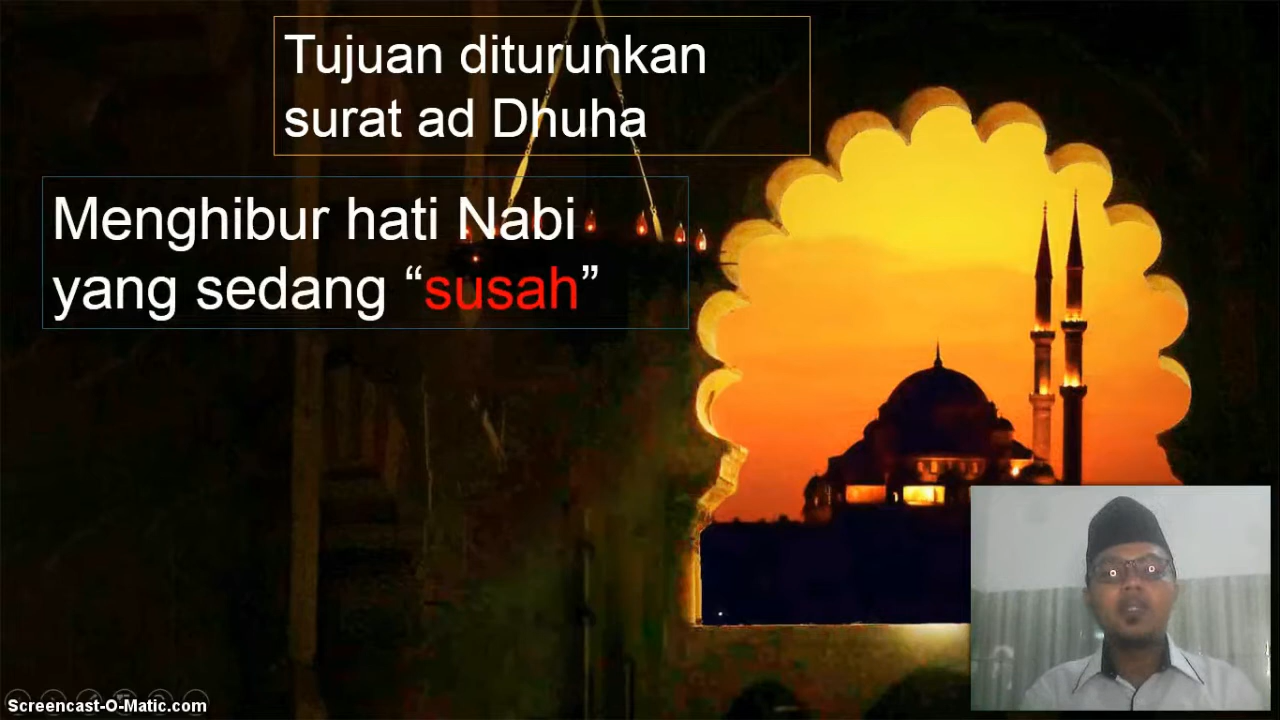 Tujuan diturunkan
surat ad Dhuha
Menghibur hati Nabi
yang sedang “susah”
Screencast-O-Matic.com